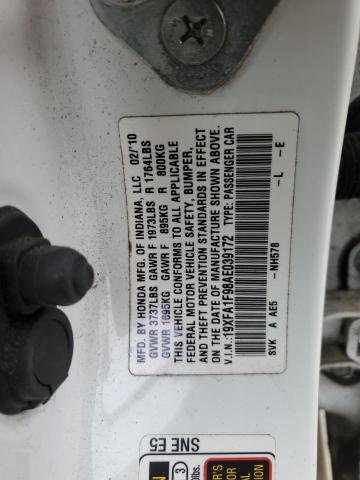 MFD. BY HONDA MFG. OF INDIANA, LLC 02/'10
GVWR 3737LBS GAWR F 1973LBS R 1764LBS
GVWR 1695KG GAWR F 895KG R 800KG
THIS VEHICLE CONFORMS TO ALL APPLICABLE
FEDERAL MOTOR VEHICLE SAFETY, BUMPER,
AND THEFT PREVENTION STANDARDS IN EFFECT
ON THE DATE OF MANUFACTURE SHOWN ABOVE.
V.I.N.:19XFA1F98AE039172 TYPE: PASSENGER CAR
SVK A AE5 -NH578 -L -E
SNE E5
3
lbs.